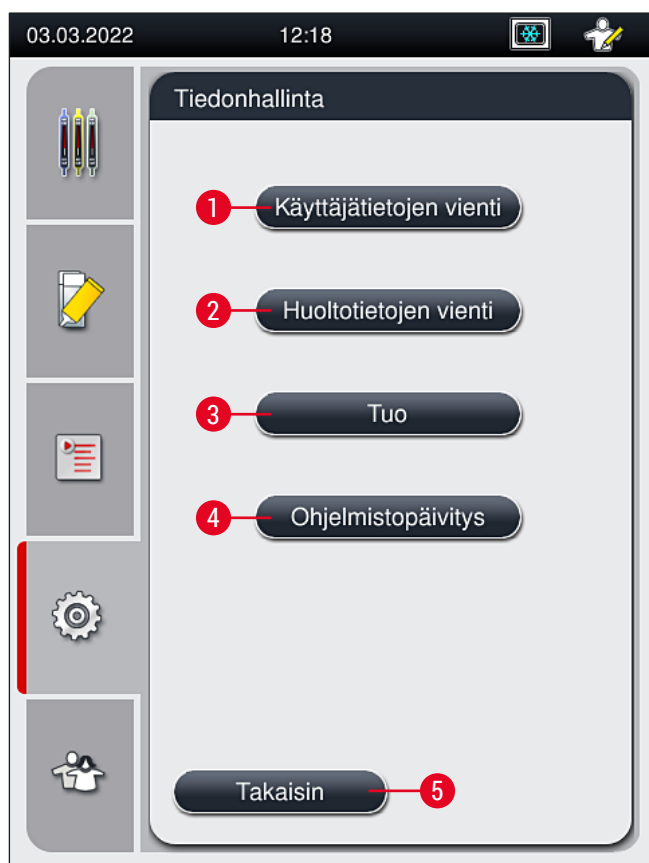 03.03.2022 12:18
Tiedonhallinta
1 Käyttäjätietojen vienti
2 Huoltotietojen vienti
3 Tuo
4 Ohjelmistopäivitys
Takaisin 5